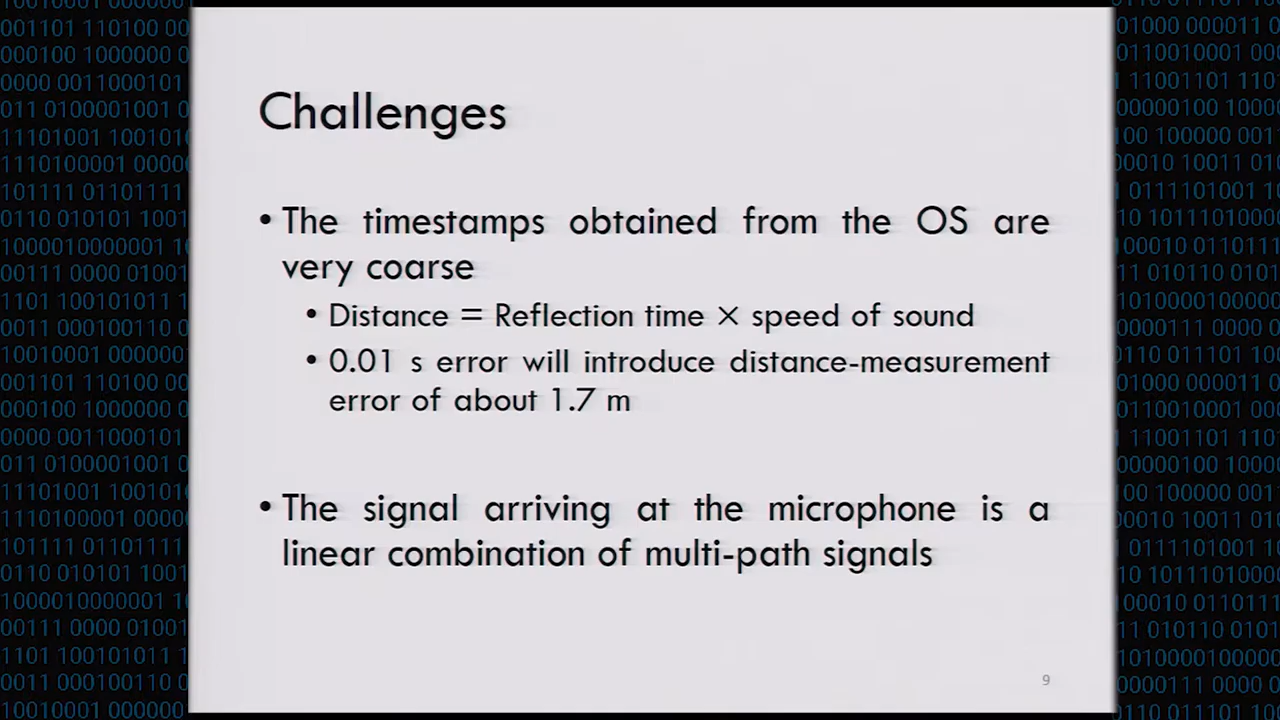 Challenges
• The timestamps obtained from the OS are
very coarse
• Distance = Reflection time × speed of sound
• 0.01 s error will introduce distance-measurement
error of about 1.7 m
• The signal arriving at the microphone is a
linear combination of multi-path signals
9